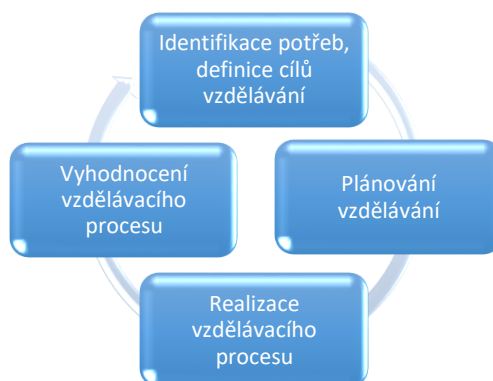 Identifikace potřeb,
definice cílů
vzdělávání
Plánování
vzdělávání
Realizace
vzdělávacího
procesu
Vyhodnocení
vzdělávacího
procesu